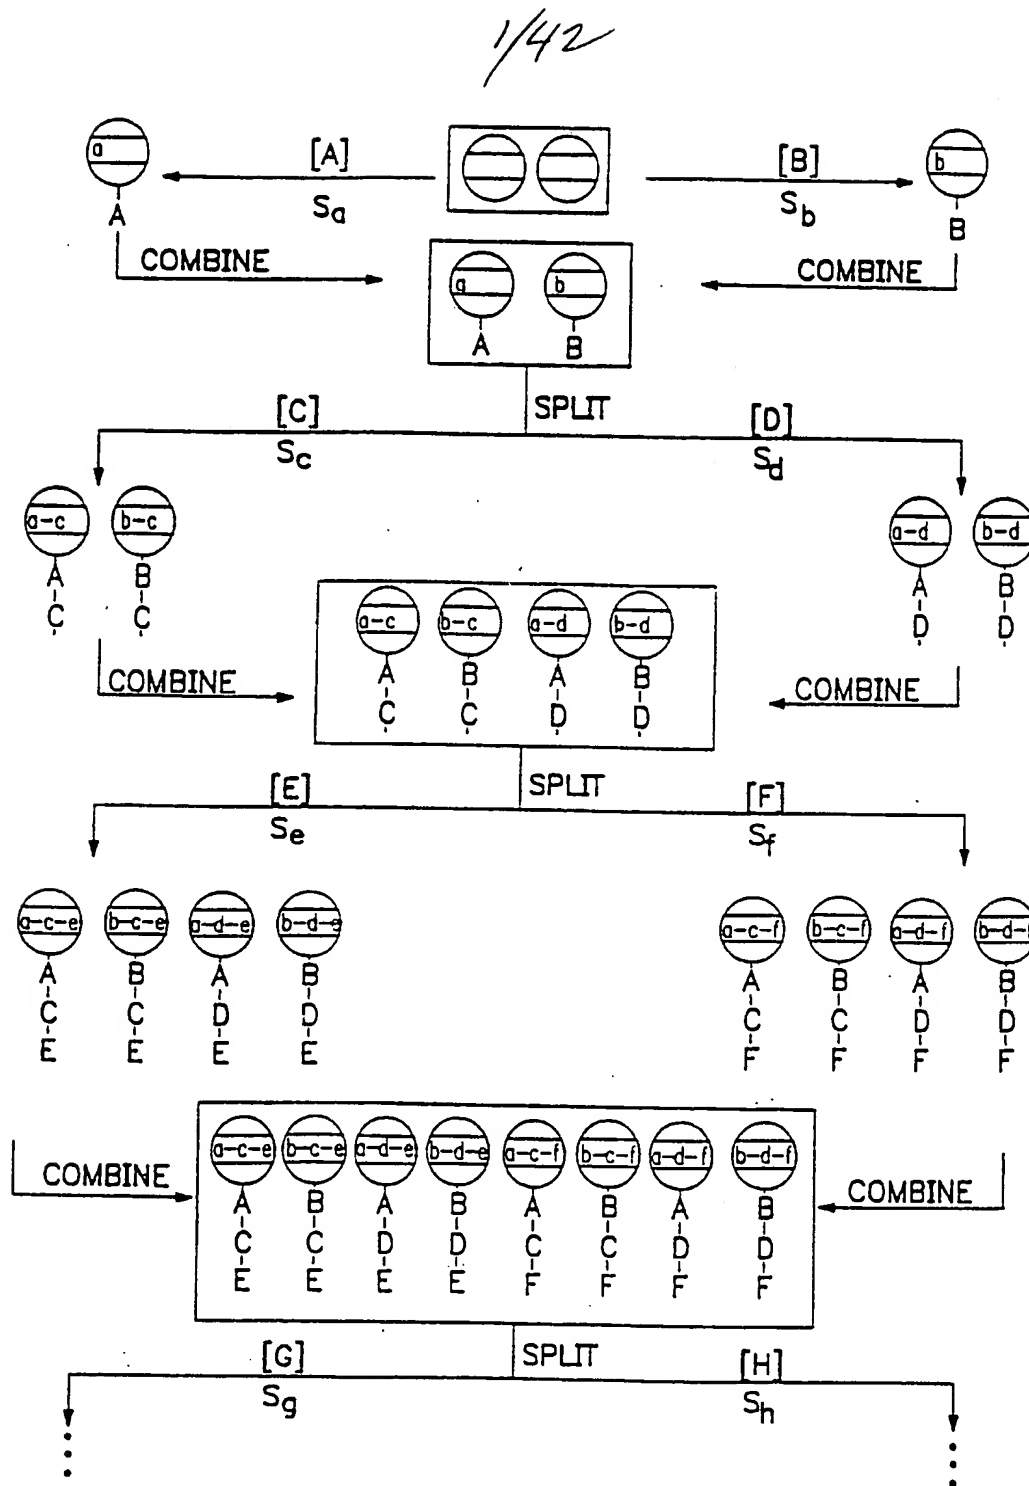 1/42
a [A] [B] b
A Sa Sb B
COMBINE a b COMBINE
A B
[C] SPLIT [D]
Sc Sd
a-c b-c a-d b-d
A B A B
C C D D
a-c b-c a-d b-d
COMBINE A B A B COMBINE
C C D D
[E] SPLIT [F]
Se Sf
a-c-e b-c-e a-d-e b-d-e a-c-f b-c-f a-d-f b-d-f
A B A B A B A B
C C D D C C D D
E E E E F F F F
a-c-e b-c-e a-d-e b-d-e a-c-f b-c-f a-d-f b-d-f
COMBINE A B A B A B A B COMBINE
C C D D C C D D
E E E E F F F F
[G] SPLIT [H]
Sg Sh